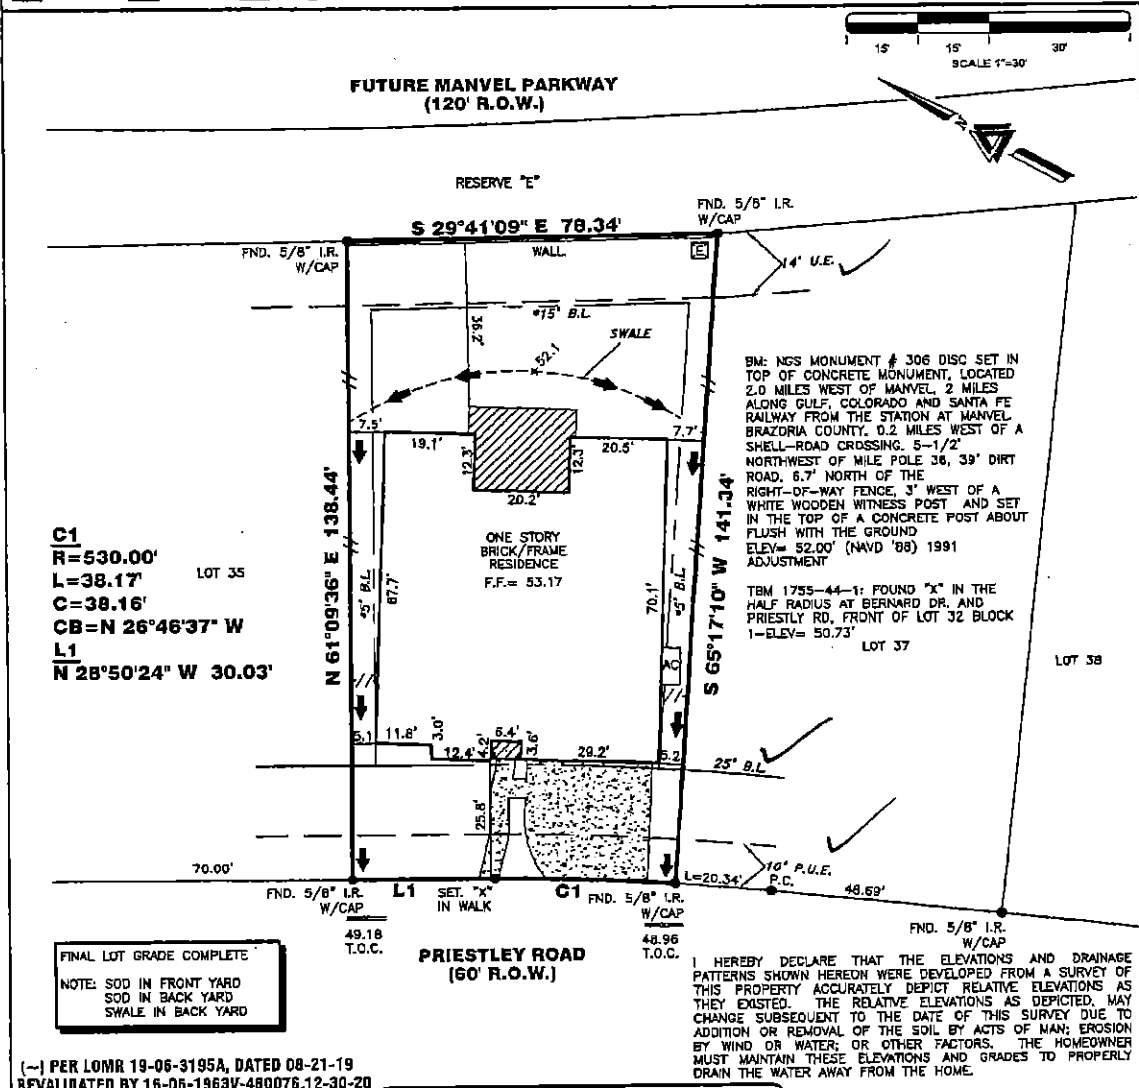 15' 15' 30'
SCALE 1"=30'
FUTURE MANVEL PARKWAY
(120' R.O.W.)
N
RESERVE "E"
FND. 5/8" I.R.
W/CAP
S 29°41'09" E 78.34'
FND. 5/8" I.R.
W/CAP
WALL
E
14' U.E.
*15' B.L.
36.2'
SWALE
52.1
BM: NGS MONUMENT # 306 DISC SET IN
TOP OF CONCRETE MONUMENT, LOCATED
2.0 MILES WEST OF MANVEL, 2 MILES
ALONG GULF, COLORADO AND SANTA FE
RAILWAY FROM THE STATION AT MANVEL
BRAZORIA COUNTY, 0.2 MILES WEST OF A
SHELL-ROAD CROSSING, 5-1/2'
NORTHWEST OF MILE POLE 36, 39' DIRT
ROAD, 6.7' NORTH OF THE
RIGHT-OF-WAY FENCE, 3' WEST OF A
WHITE WOODEN WITNESS POST AND SET
IN THE TOP OF A CONCRETE POST ABOUT
FLUSH WITH THE GROUND
ELEV= 52.00' (NAVD '88) 1991
ADJUSTMENT
7.5' 7.7'
19.1' 20.5'
12.3' 12.3'
20.2'
N 61°09'36" E 138.44'
S 65°17'10" W 141.34'
ONE STORY
BRICK/FRAME
RESIDENCE
F.F.= 53.17
C1
R=530.00'
L=38.17'
C=38.16'
CB=N 26°46'37" W
L1
N 28°50'24" W 30.03'
LOT 35
*5' B.L.
67.7'
70.1'
*5' B.L.
AC
TBM 1755-44-1: FOUND "X" IN THE
HALF RADIUS AT BERNARD DR. AND
PRIESTLY RD, FRONT OF LOT 32 BLOCK
1-ELEV= 50.73'
LOT 37
LOT 38
5.1 11.8' 3.0' 6.4'
12.4' 4.2' 3.6' 29.2' 5.2
25' B.L.
25.8'
10' P.U.E.
70.00'
L=20.34' P.C. 48.69'
FND. 5/8" I.R.
W/CAP
L1
SET. "X"
IN WALK
C1
FND. 5/8" I.R.
W/CAP
49.18
T.O.C.
48.96
T.O.C.
FND. 5/8" I.R.
W/CAP
PRIESTLEY ROAD
(60' R.O.W.)
FINAL LOT GRADE COMPLETE
NOTE: SOD IN FRONT YARD
SOD IN BACK YARD
SWALE IN BACK YARD
I HEREBY DECLARE THAT THE ELEVATIONS AND DRAINAGE
PATTERNS SHOWN HEREON WERE DEVELOPED FROM A SURVEY OF
THIS PROPERTY ACCURATELY DEPICT RELATIVE ELEVATIONS AS
THEY EXISTED. THE RELATIVE ELEVATIONS AS DEPICTED, MAY
CHANGE SUBSEQUENT TO THE DATE OF THIS SURVEY DUE TO
ADDITION OR REMOVAL OF THE SOIL BY ACTS OF MAN; EROSION
BY WIND OR WATER; OR OTHER FACTORS. THE HOMEOWNER
MUST MAINTAIN THESE ELEVATIONS AND GRADES TO PROPERLY
DRAIN THE WATER AWAY FROM THE HOME.
(~) PER LOMR 19-06-3195A, DATED 08-21-19
REVALIDATED BY 16-06-1963V-480076,12-30-20